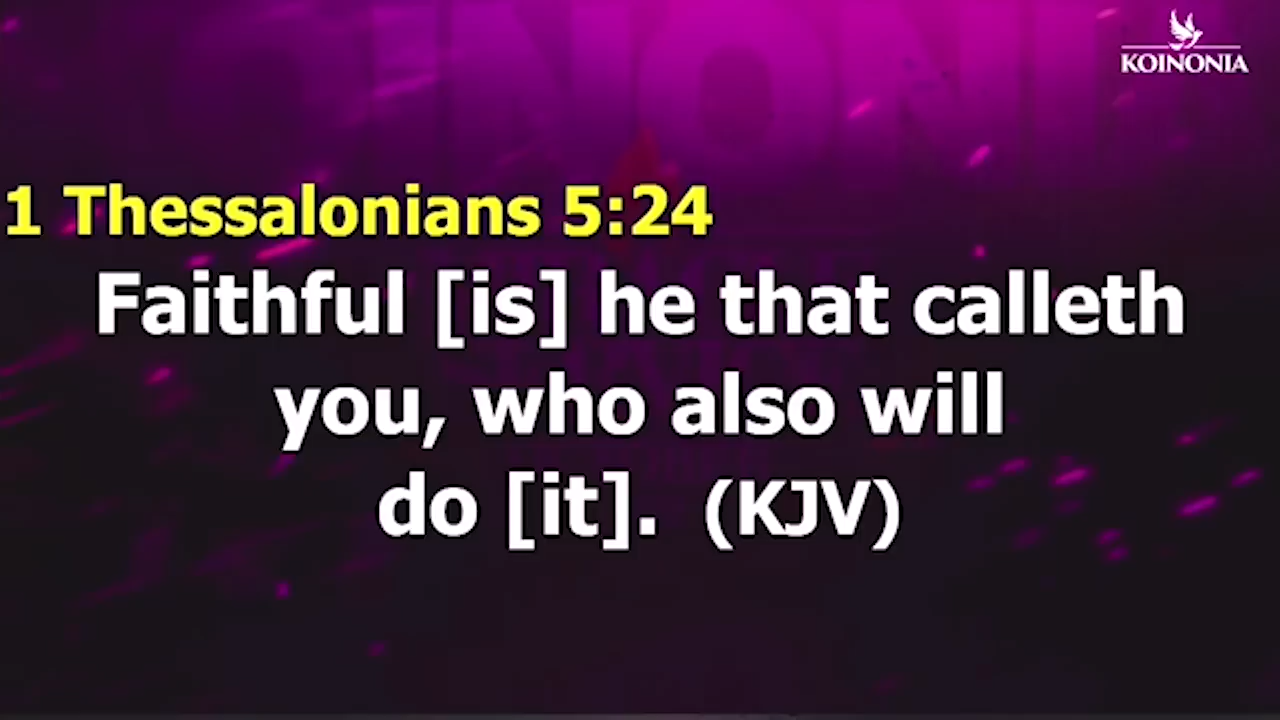 KOINONIA
1 Thessalonians 5:24
Faithful [is] he that calleth
you, who also will
do [it]. (KJV)